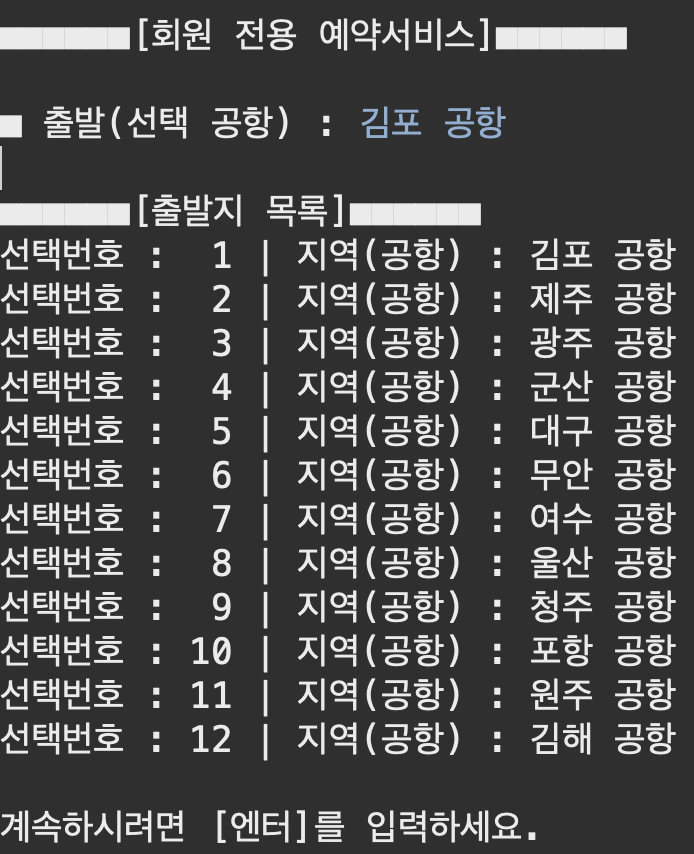 ■■■■■■[회원 전용 예약서비스]■■■■■■
■ 출발(선택 공항) : 김포 공항
■■■■■■[출발지 목록]■■■■■■
선택번호 :  1 | 지역(공항) : 김포 공항
선택번호 :  2 | 지역(공항) : 제주 공항
선택번호 :  3 | 지역(공항) : 광주 공항
선택번호 :  4 | 지역(공항) : 군산 공항
선택번호 :  5 | 지역(공항) : 대구 공항
선택번호 :  6 | 지역(공항) : 무안 공항
선택번호 :  7 | 지역(공항) : 여수 공항
선택번호 :  8 | 지역(공항) : 울산 공항
선택번호 :  9 | 지역(공항) : 청주 공항
선택번호 : 10 | 지역(공항) : 포항 공항
선택번호 : 11 | 지역(공항) : 원주 공항
선택번호 : 12 | 지역(공항) : 김해 공항
계속하시려면 [엔터]를 입력하세요.